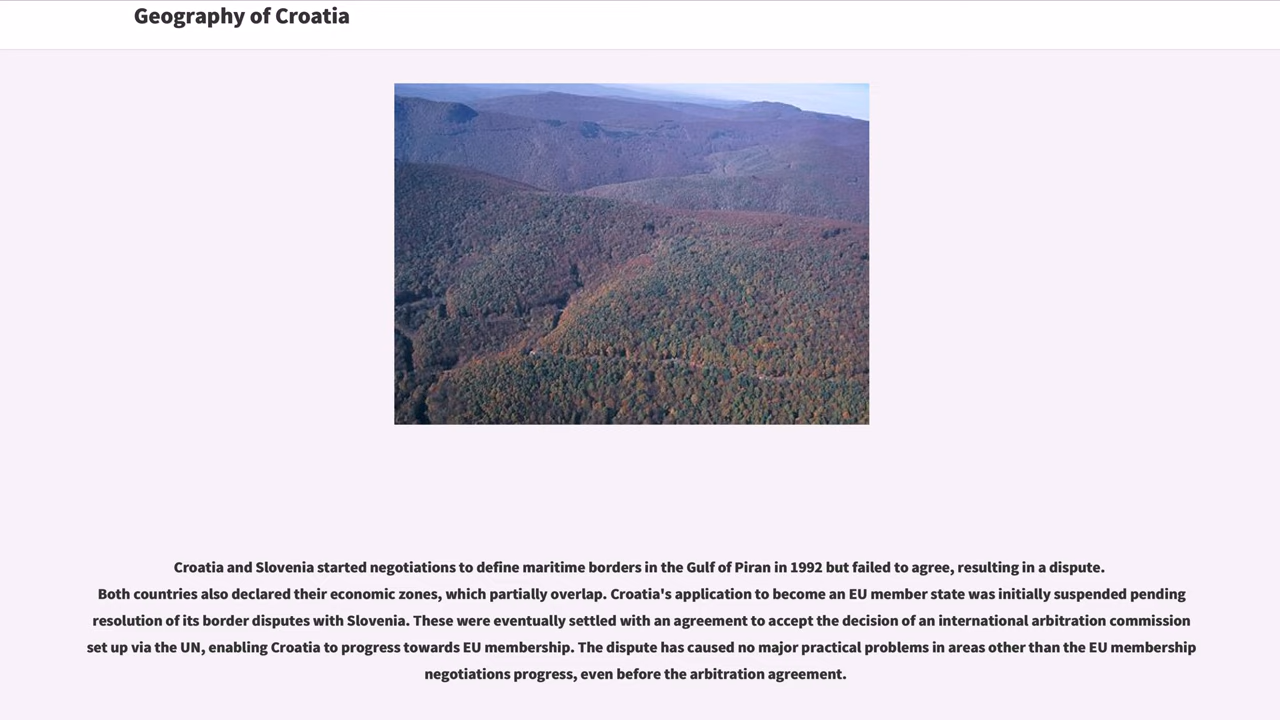 Geography of Croatia
Croatia and Slovenia started negotiations to define maritime borders in the Gulf of Piran in 1992 but failed to agree, resulting in a dispute.
Both countries also declared their economic zones, which partially overlap. Croatia's application to become an EU member state was initially suspended pending
resolution of its border disputes with Slovenia. These were eventually settled with an agreement to accept the decision of an international arbitration commission
set up via the UN, enabling Croatia to progress towards EU membership. The dispute has caused no major practical problems in areas other than the EU membership
negotiations progress, even before the arbitration agreement.